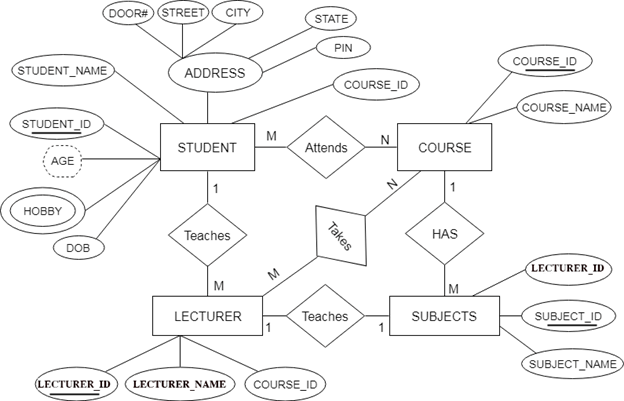 DOOR# STREET CITY
STATE
PIN
ADDRESS
STUDENT_NAME
COURSE_ID
COURSE_ID
COURSE_NAME
STUDENT_ID
AGE
HOBBY
DOB
STUDENT M Attends N COURSE
1 N 1
Teaches Takes HAS
M M M
LECTURER 1 Teaches 1 SUBJECTS
LECTURER_ID
SUBJECT_ID
SUBJECT_NAME
LECTURER_ID LECTURER_NAME COURSE_ID